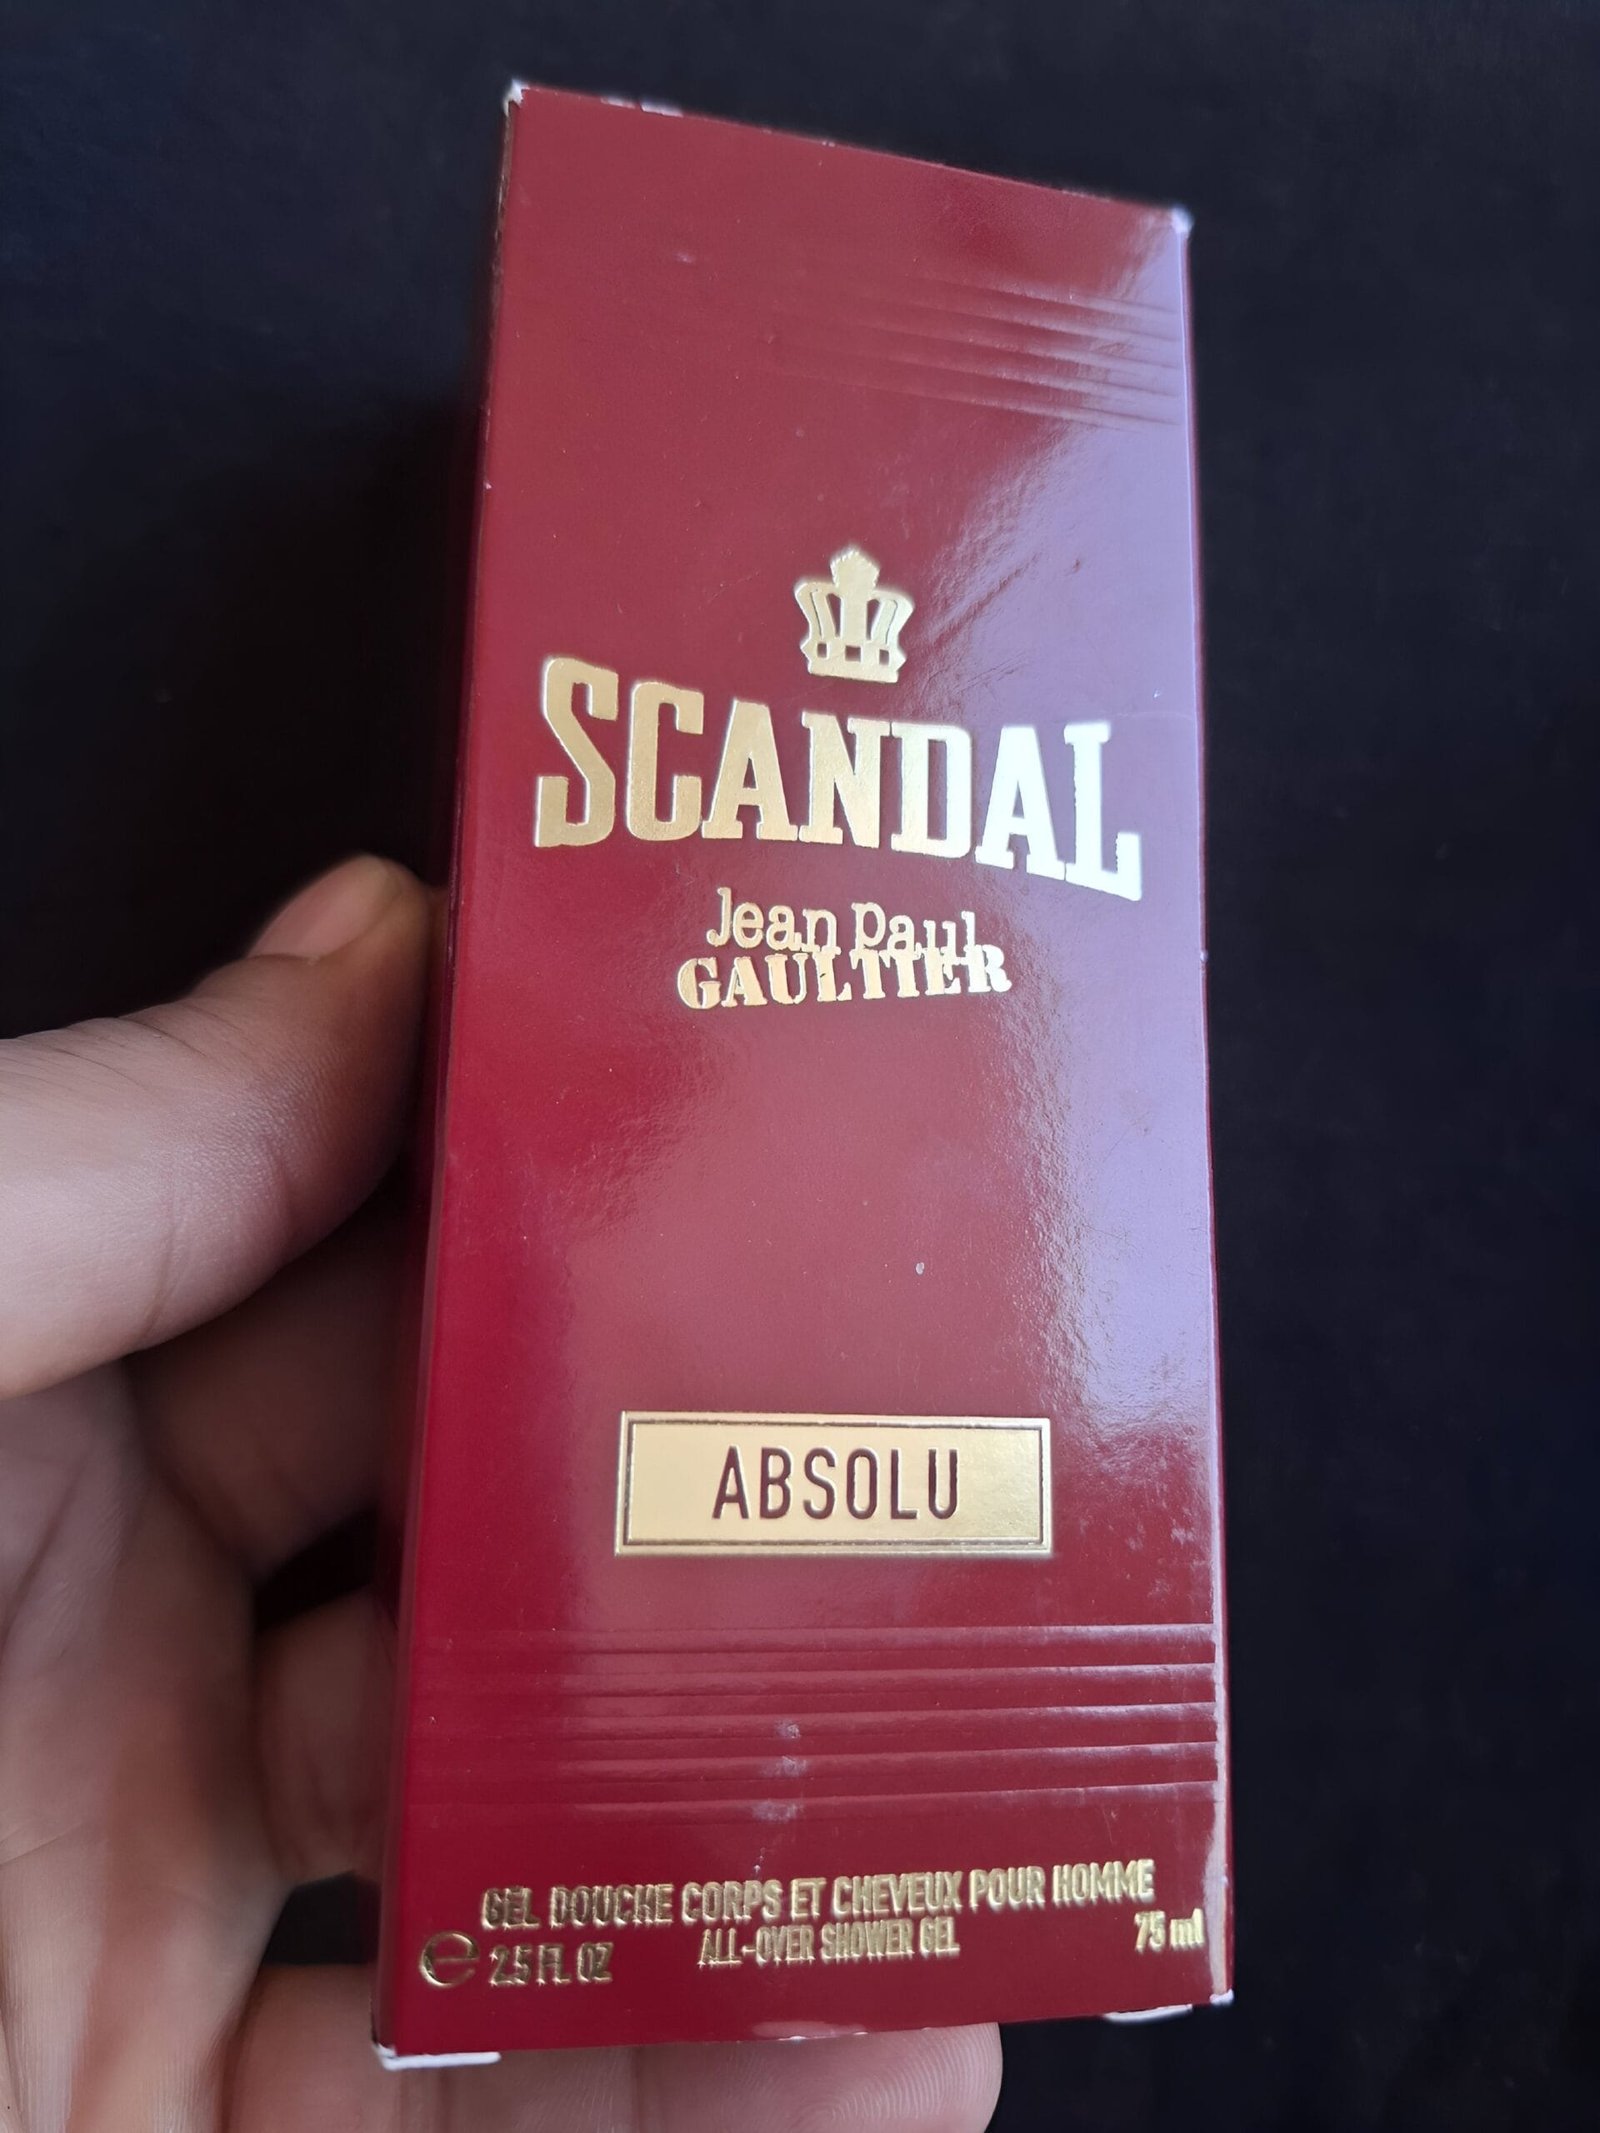 SCANDAL
Jean Paul
GAULTIER
ABSOLU
GEL DOUCHE CORPS ET CHEVEUX POUR HOMME
ALL-OVER SHOWER GEL
e 2.5 FL OZ
75 ml